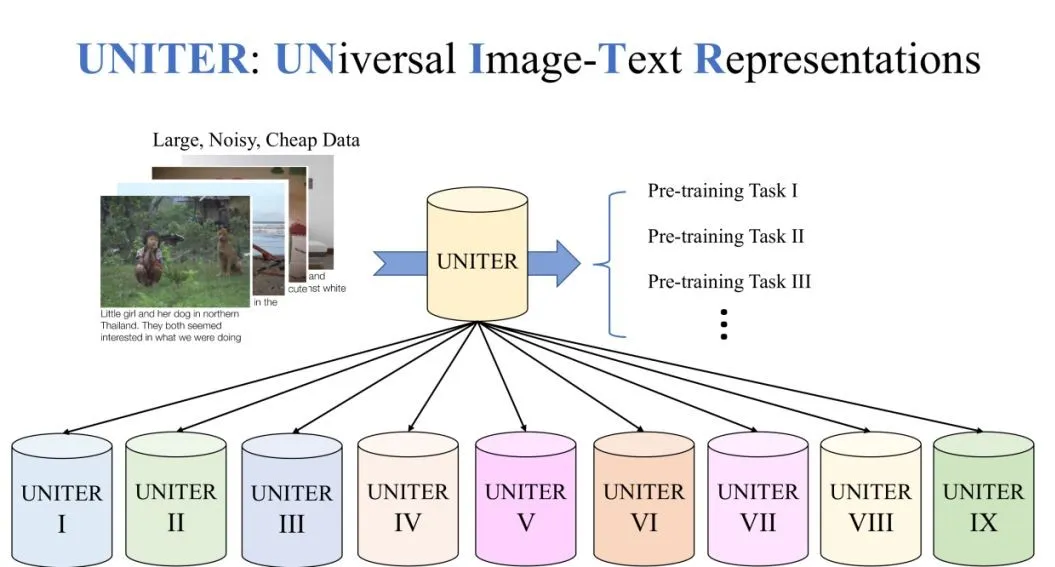 UNITER: UNiversal Image-Text Representations
Large, Noisy, Cheap Data
and
cute
nst white
in the
Little girl and her dog in northern
Thailand. They both seemed
interested in what we were doing
UNITER
Pre-training Task I
Pre-training Task II
Pre-training Task III
UNITER
I
UNITER
II
UNITER
III
UNITER
IV
UNITER
V
UNITER
VI
UNITER
VII
UNITER
VIII
UNITER
IX